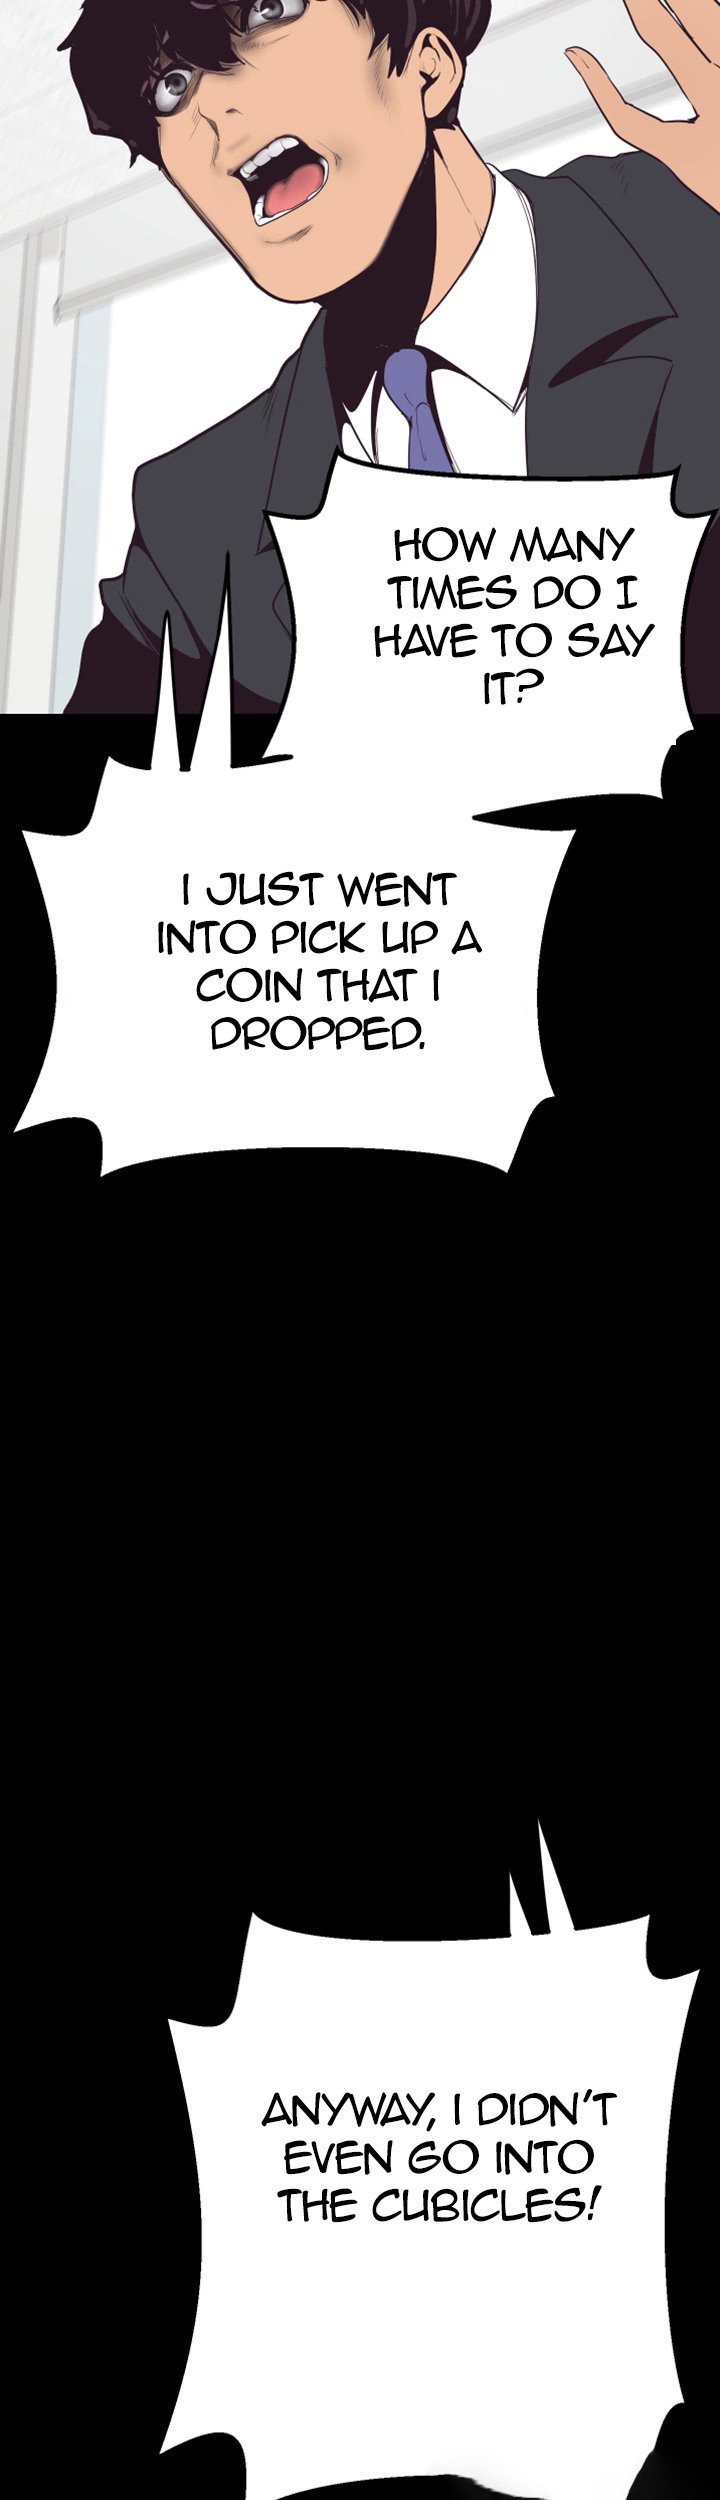 HOW MANY
TIMES DO I
HAVE TO SAY
IT?
I JUST WENT
INTO PICK UP A
COIN THAT I
DROPPED.
ANYWAY, I DIDN'T
EVEN GO INTO
THE CUBICLES!